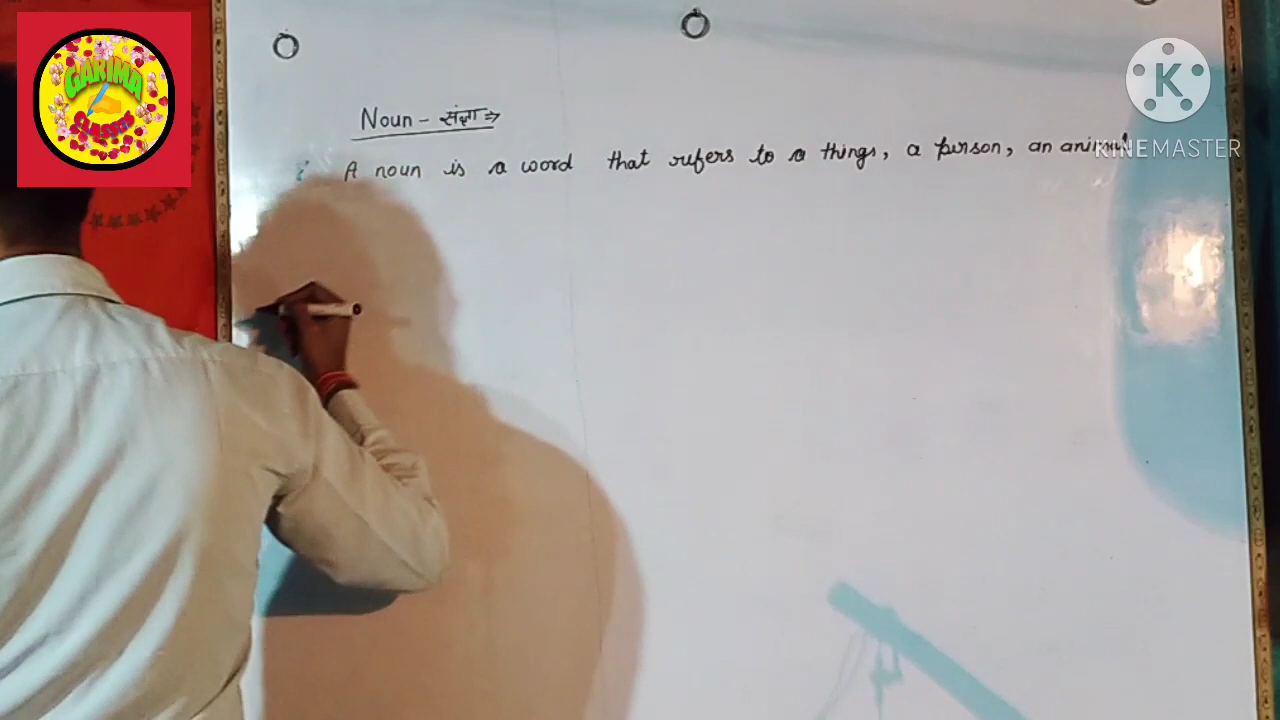 GARIMA
CLASSES
K
KINEMASTER
Noun - संज्ञा ⇒
A noun is a word that refers to a things, a person, an animal